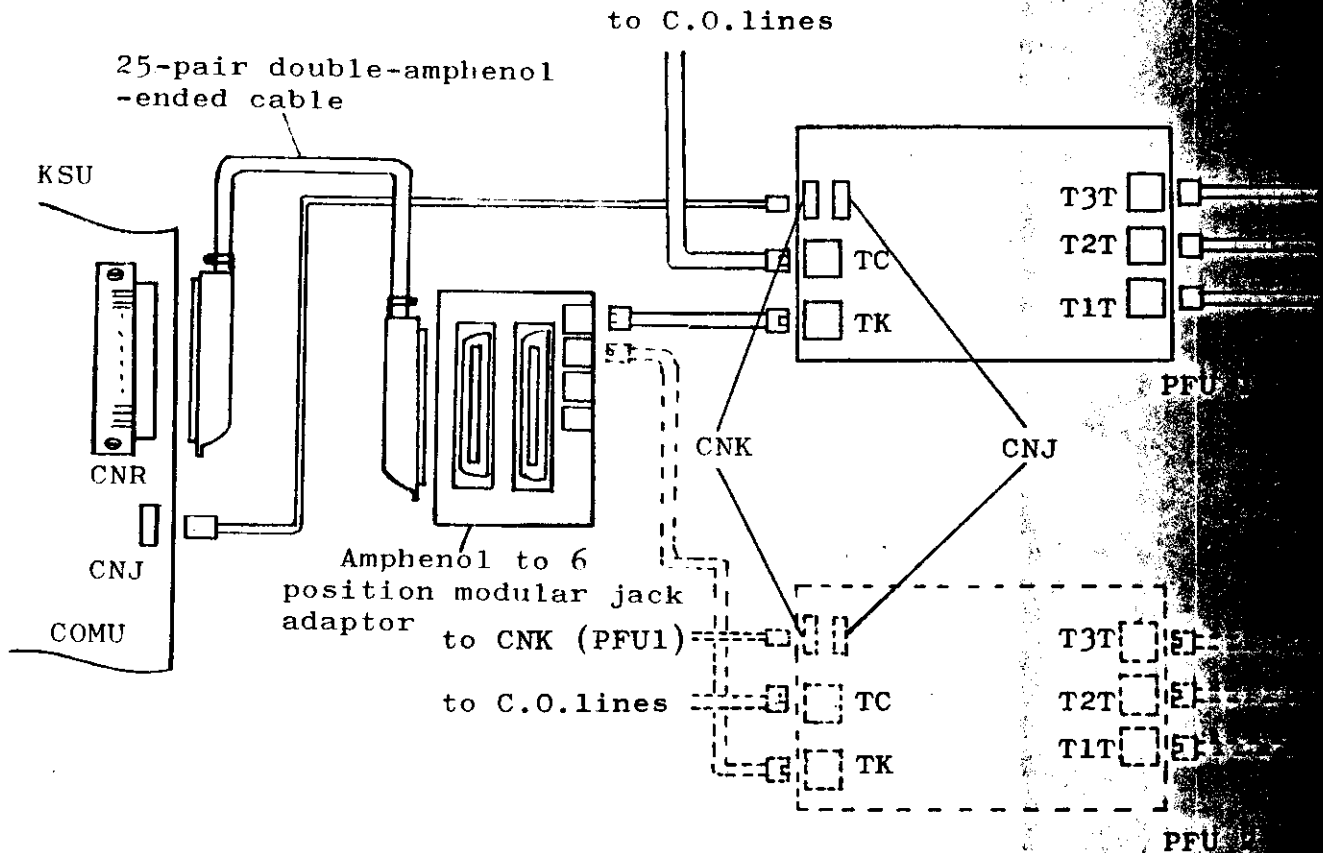 to C.O.lines
25-pair double-amphenol
-ended cable
KSU
T3T
T2T
TC
T1T
TK
PFU 1
CNR
CNK
CNJ
CNJ
Amphenol to 6
position modular jack
adaptor
COMU
to CNK (PFU1)
T3T
to C.O.lines
TC
T2T
T1T
TK
PFU